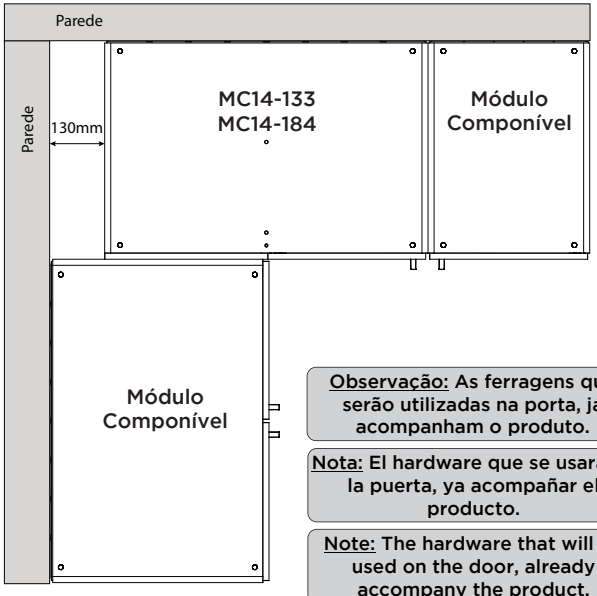 Parede
Parede
130mm
MC14-133
MC14-184
Módulo
Componível
Módulo
Componível
Observação: As ferragens qu
serão utilizadas na porta, já
acompanham o produto.
Nota: El hardware que se usar
la puerta, ya acompañar el
producto.
Note: The hardware that will
used on the door, already
accompany the product.